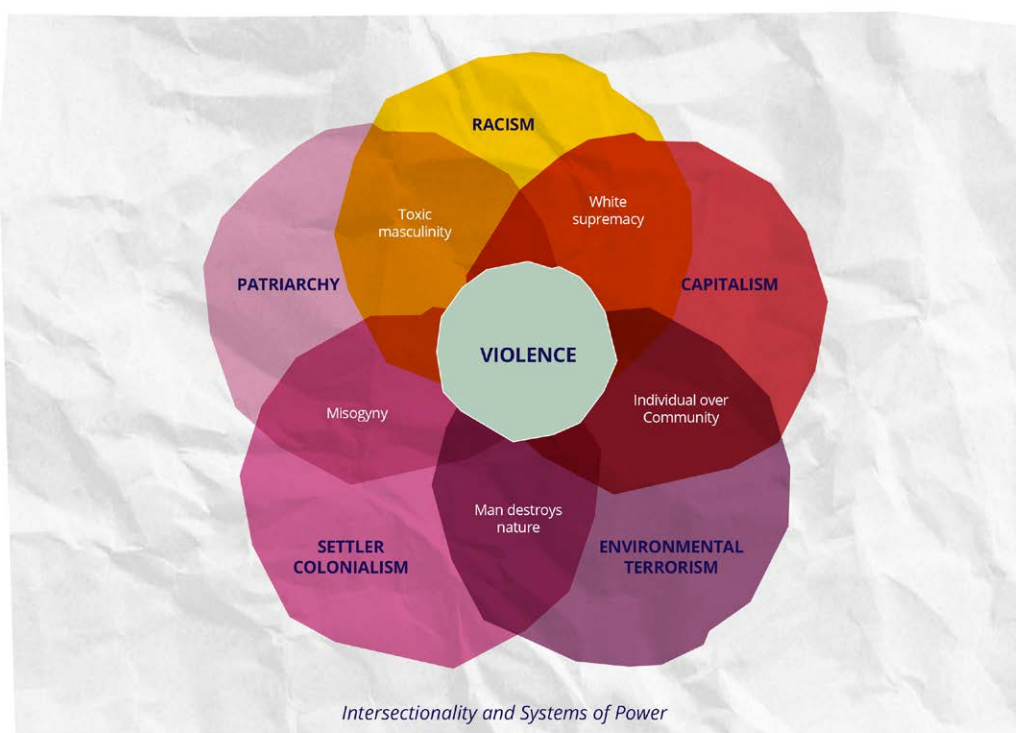 RACISM
Toxic
masculinity
White
supremacy
PATRIARCHY
CAPITALISM
VIOLENCE
Misogyny
Individual over
Community
Man destroys
nature
SETTLER
COLONIALISM
ENVIRONMENTAL
TERRORISM
Intersectionality and Systems of Power